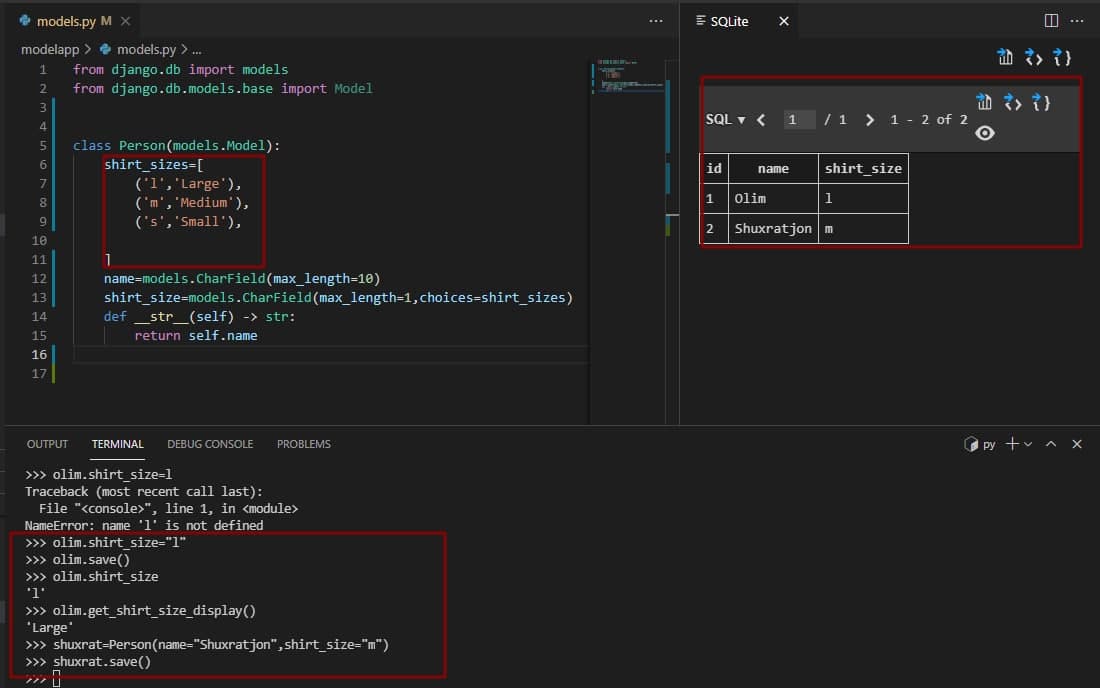 models.py M
SQLite
modelapp > models.py > ...
1 from django.db import models
2 from django.db.models.base import Model
3
4
5 class Person(models.Model):
6 shirt_sizes=[
7 ('l','Large'),
8 ('m','Medium'),
9 ('s','Small'),
10
11 ]
12 name=models.CharField(max_length=10)
13 shirt_size=models.CharField(max_length=1,choices=shirt_sizes)
14 def __str__(self) -> str:
15 return self.name
16
17
SQL ▼ < 1 / 1 > 1 - 2 of 2
id name shirt_size
1 Olim l
2 Shuxratjon m
OUTPUT TERMINAL DEBUG CONSOLE PROBLEMS
py
>>> olim.shirt_size=l
Traceback (most recent call last):
File "<console>", line 1, in <module>
NameError: name 'l' is not defined
>>> olim.shirt_size="l"
>>> olim.save()
>>> olim.shirt_size
'l'
>>> olim.get_shirt_size_display()
'Large'
>>> shuxrat=Person(name="Shuxratjon",shirt_size="m")
>>> shuxrat.save()
>>>